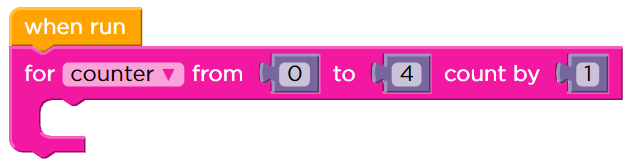 when run
for counter ▼ from 0 to 4 count by 1